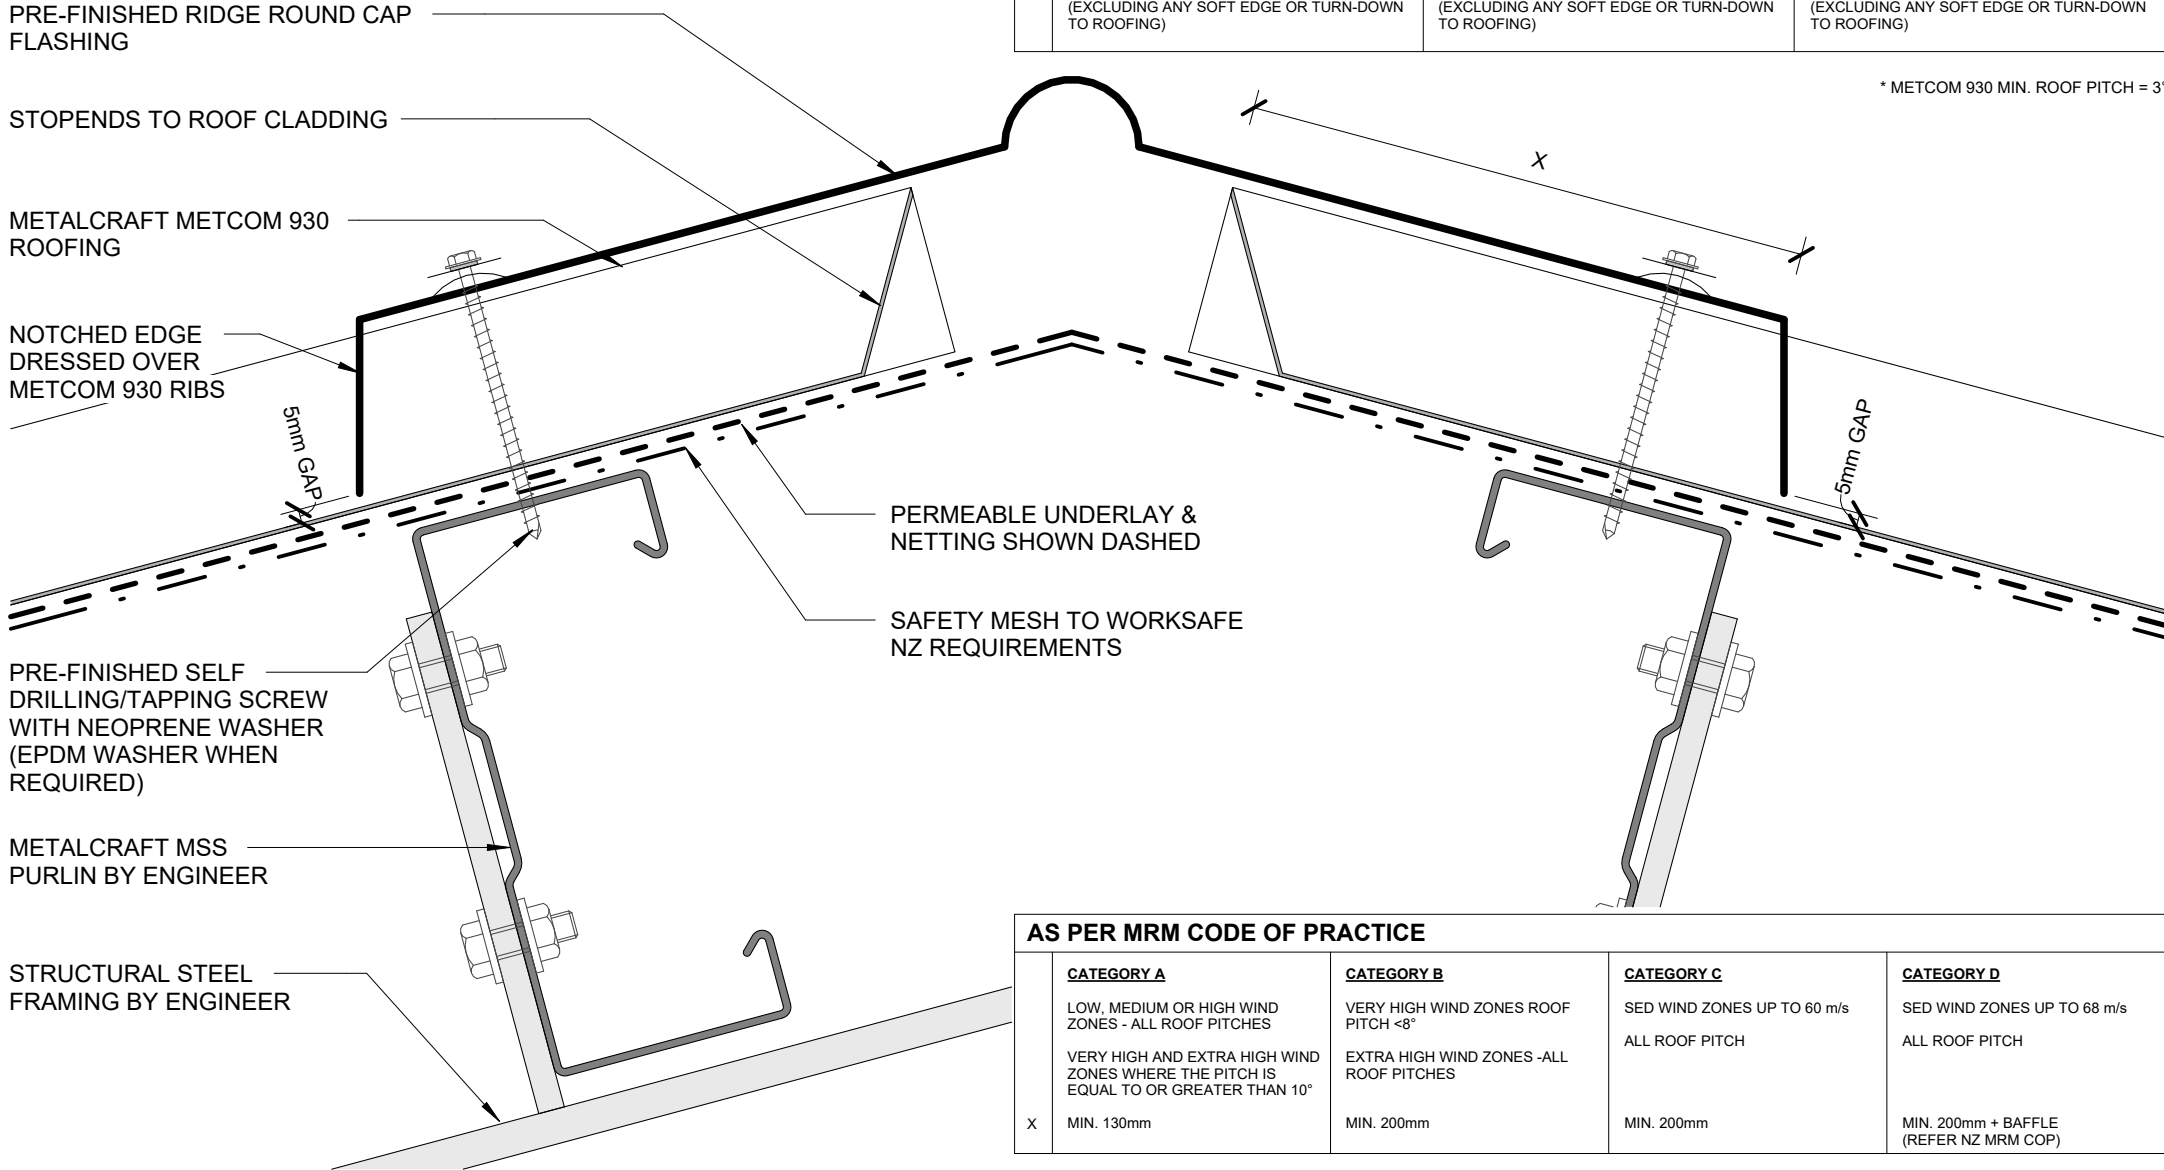 PRE-FINISHED RIDGE ROUND CAP
FLASHING
STOPENDS TO ROOF CLADDING
METALCRAFT METCOM 930
ROOFING
NOTCHED EDGE
DRESSED OVER
METCOM 930 RIBS
5mm GAP
PRE-FINISHED SELF
DRILLING/TAPPING SCREW
WITH NEOPRENE WASHER
(EPDM WASHER WHEN
REQUIRED)
METALCRAFT MSS
PURLIN BY ENGINEER
STRUCTURAL STEEL
FRAMING BY ENGINEER
(EXCLUDING ANY SOFT EDGE OR TURN-DOWN
TO ROOFING)
(EXCLUDING ANY SOFT EDGE OR TURN-DOWN
TO ROOFING)
(EXCLUDING ANY SOFT EDGE OR TURN-DOWN
TO ROOFING)
* METCOM 930 MIN. ROOF PITCH = 3°
X
5mm GAP
PERMEABLE UNDERLAY &
NETTING SHOWN DASHED
SAFETY MESH TO WORKSAFE
NZ REQUIREMENTS
AS PER MRM CODE OF PRACTICE
CATEGORY A
LOW, MEDIUM OR HIGH WIND
ZONES - ALL ROOF PITCHES
VERY HIGH AND EXTRA HIGH WIND
ZONES WHERE THE PITCH IS
EQUAL TO OR GREATER THAN 10°
CATEGORY B
VERY HIGH WIND ZONES ROOF
PITCH <8°
EXTRA HIGH WIND ZONES -ALL
ROOF PITCHES
CATEGORY C
SED WIND ZONES UP TO 60 m/s
ALL ROOF PITCH
CATEGORY D
SED WIND ZONES UP TO 68 m/s
ALL ROOF PITCH
X
MIN. 130mm
MIN. 200mm
MIN. 200mm
MIN. 200mm + BAFFLE
(REFER NZ MRM COP)